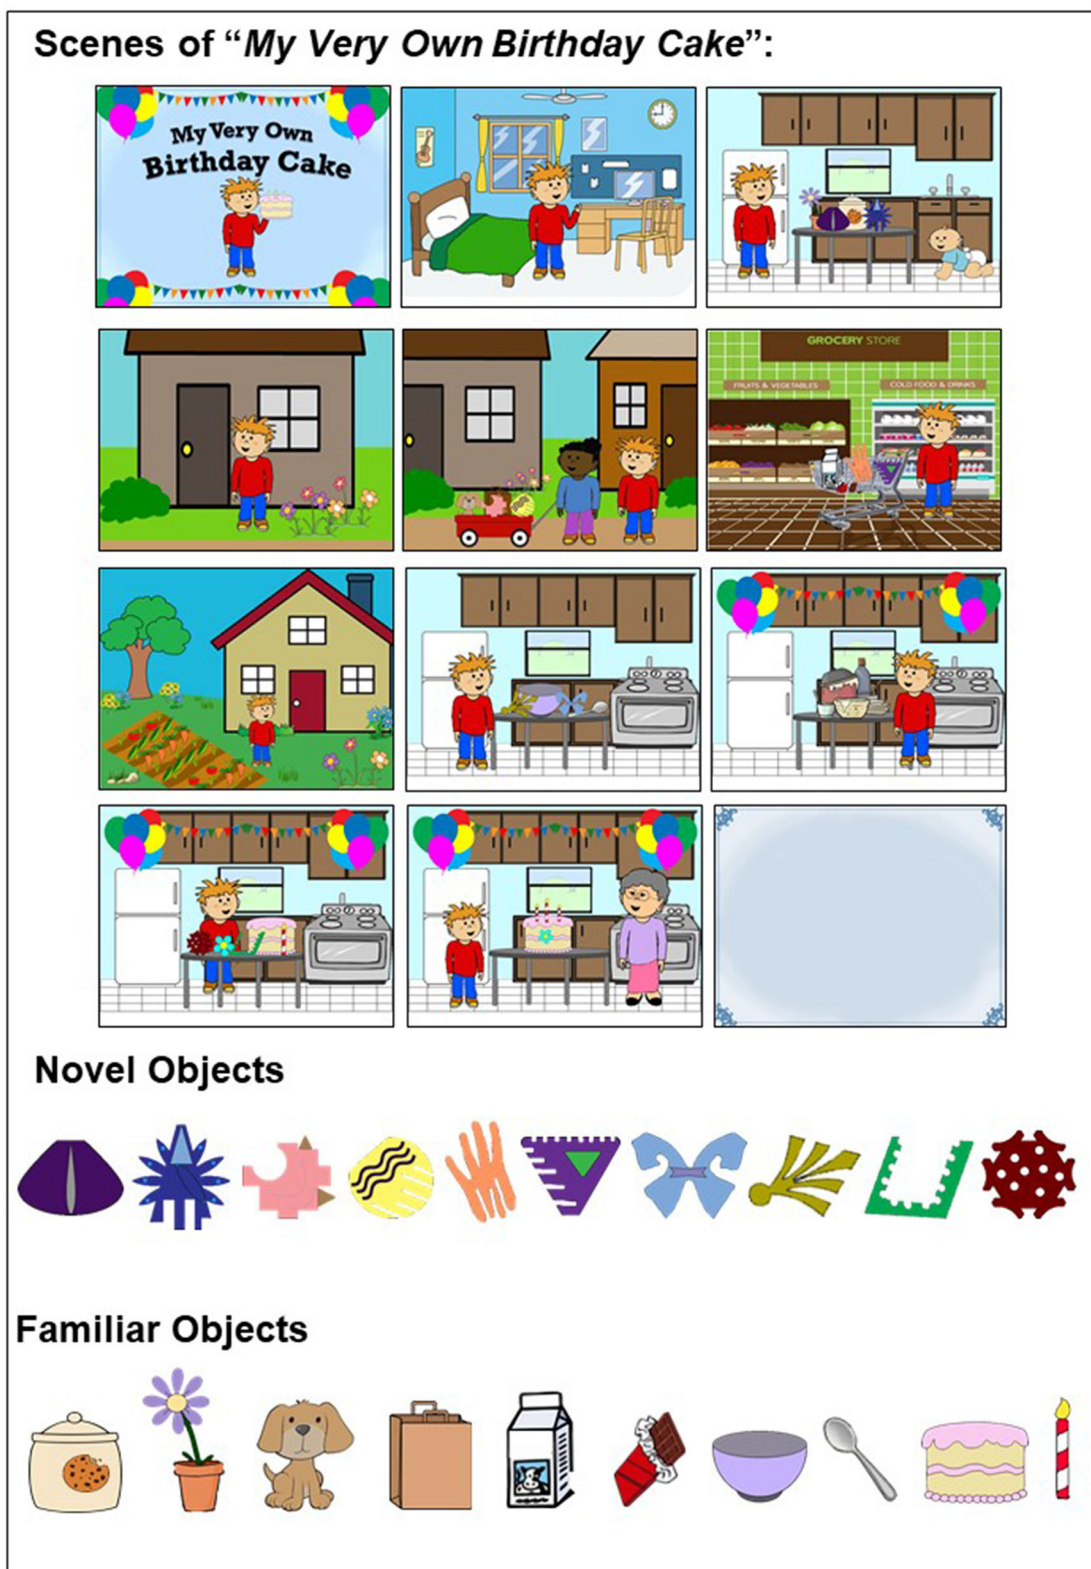 Scenes of “My Very Own Birthday Cake”:
My Very Own
Birthday Cake
GROCERY STORE
FRUITS & VEGETABLES
COLD FOOD & DRINKS
Novel Objects
Familiar Objects